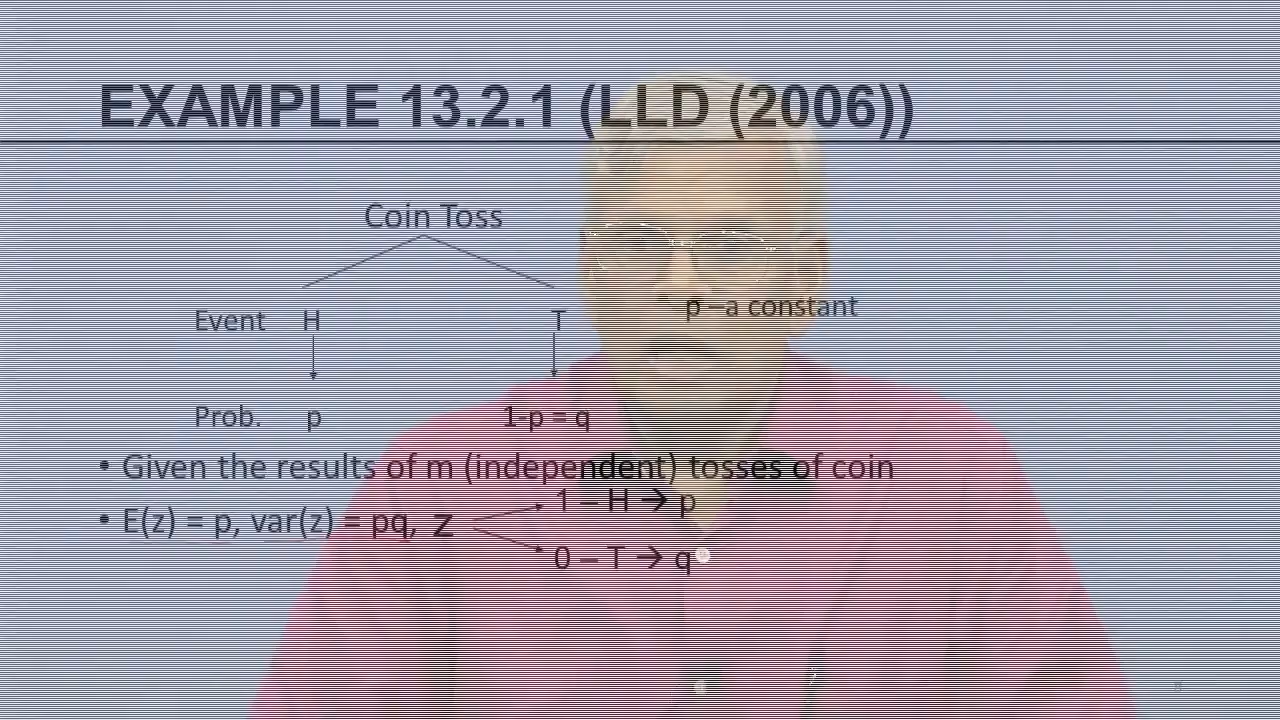 EXAMPLE 13.2.1 (LLD (2006))
Coin Toss
p – a constant
Event H T
Prob. p 1-p = q
• Given the results of m (independent) tosses of coin
1 – H → p
• E(z) = p, var(z) = pq, z
0 – T → q